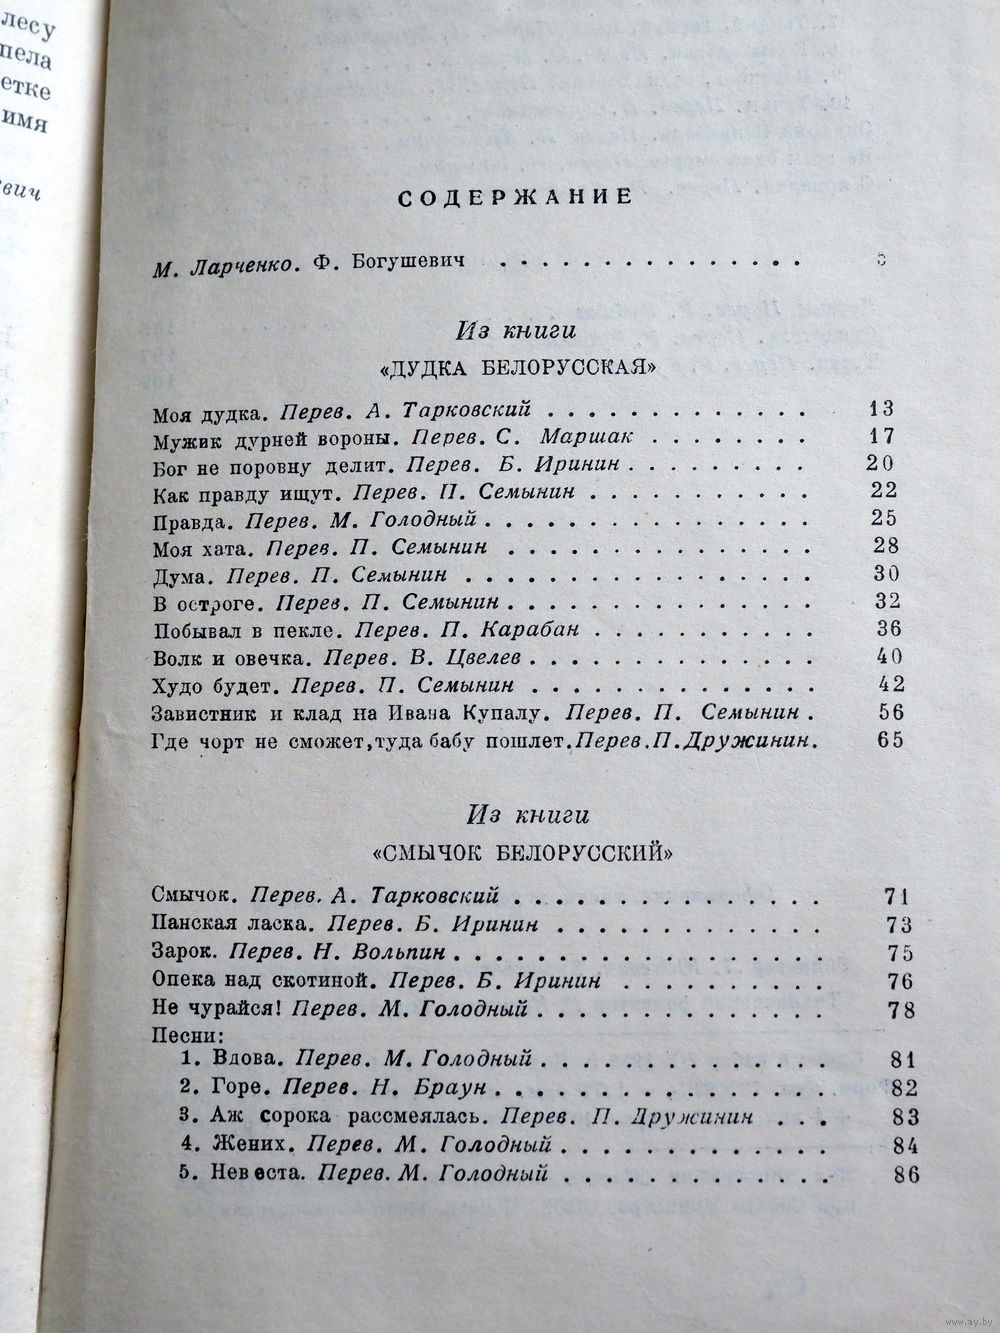 лесу
пела
етке
имя
вич
СОДЕРЖАНИЕ
М. Ларченко. Ф. Богушевич . . . . . . . . . . . . . . .
Из книги
«ДУДКА БЕЛОРУССКАЯ»
Моя дудка. Перев. А. Тарковский . . . . . . . . . . . . . 13
Мужик дурней вороны. Перев. С. Маршак . . . . . . . . 17
Бог не поровну делит. Перев. Б. Иринин . . . . . . . . . 20
Как правду ищут. Перев. П. Семынин . . . . . . . . . . . 22
Правда. Перев. М. Голодный . . . . . . . . . . . . . . . . 25
Моя хата. Перев. П. Семынин . . . . . . . . . . . . . . . 28
Дума. Перев. П. Семынин . . . . . . . . . . . . . . . . . 30
В остроге. Перев. П. Семынин . . . . . . . . . . . . . . . 32
Побывал в пекле. Перев. П. Карабан . . . . . . . . . . . 36
Волк и овечка. Перев. В. Цвелев . . . . . . . . . . . . . . 40
Худо будет. Перев. П. Семынин . . . . . . . . . . . . . . 42
Завистник и клад на Ивана Купалу. Перев. П. Семынин . 56
Где чорт не сможет, туда бабу пошлет. Перев. П. Дружинин. 65
Из книги
«СМЫЧОК БЕЛОРУССКИЙ»
Смычок. Перев. А. Тарковский . . . . . . . . . . . . . . . 71
Панская ласка. Перев. Б. Иринин . . . . . . . . . . . . . 73
Зарок. Перев. Н. Вольпин . . . . . . . . . . . . . . . . . . 75
Опека над скотиной. Перев. Б. Иринин . . . . . . . . . . 76
Не чурайся! Перев. М. Голодный . . . . . . . . . . . . . . 78
Песни:
1. Вдова. Перев. М. Голодный . . . . . . . . . . . . . . 81
2. Горе. Перев. Н. Браун . . . . . . . . . . . . . . . . 82
3. Аж сорока рассмеялась. Перев. П. Дружинин . . . 83
4. Жених. Перев. М. Голодный . . . . . . . . . . . . . 84
5. Невеста. Перев. М. Голодный . . . . . . . . . . . . . 86
www.ay.by